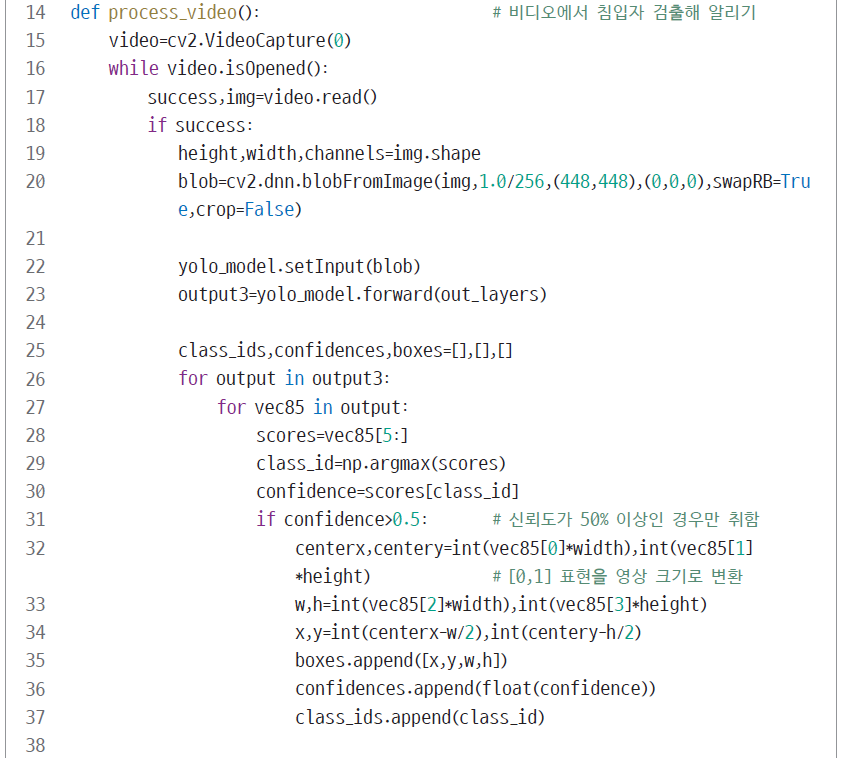 14 def process_video(): # 비디오에서 침입자 검출해 알리기
15 video=cv2.VideoCapture(0)
16 while video.isOpened():
17 success,img=video.read()
18 if success:
19 height,width,channels=img.shape
20 blob=cv2.dnn.blobFromImage(img,1.0/256,(448,448),(0,0,0),swapRB=Tru
e,crop=False)
21
22 yolo_model.setInput(blob)
23 output3=yolo_model.forward(out_layers)
24
25 class_ids,confidences,boxes=[],[],[]
26 for output in output3:
27 for vec85 in output:
28 scores=vec85[5:]
29 class_id=np.argmax(scores)
30 confidence=scores[class_id]
31 if confidence>0.5: # 신뢰도가 50% 이상인 경우만 취함
32 centerx,centery=int(vec85[0]*width),int(vec85[1]
*height) # [0,1] 표현을 영상 크기로 변환
33 w,h=int(vec85[2]*width),int(vec85[3]*height)
34 x,y=int(centerx-w/2),int(centery-h/2)
35 boxes.append([x,y,w,h])
36 confidences.append(float(confidence))
37 class_ids.append(class_id)
38